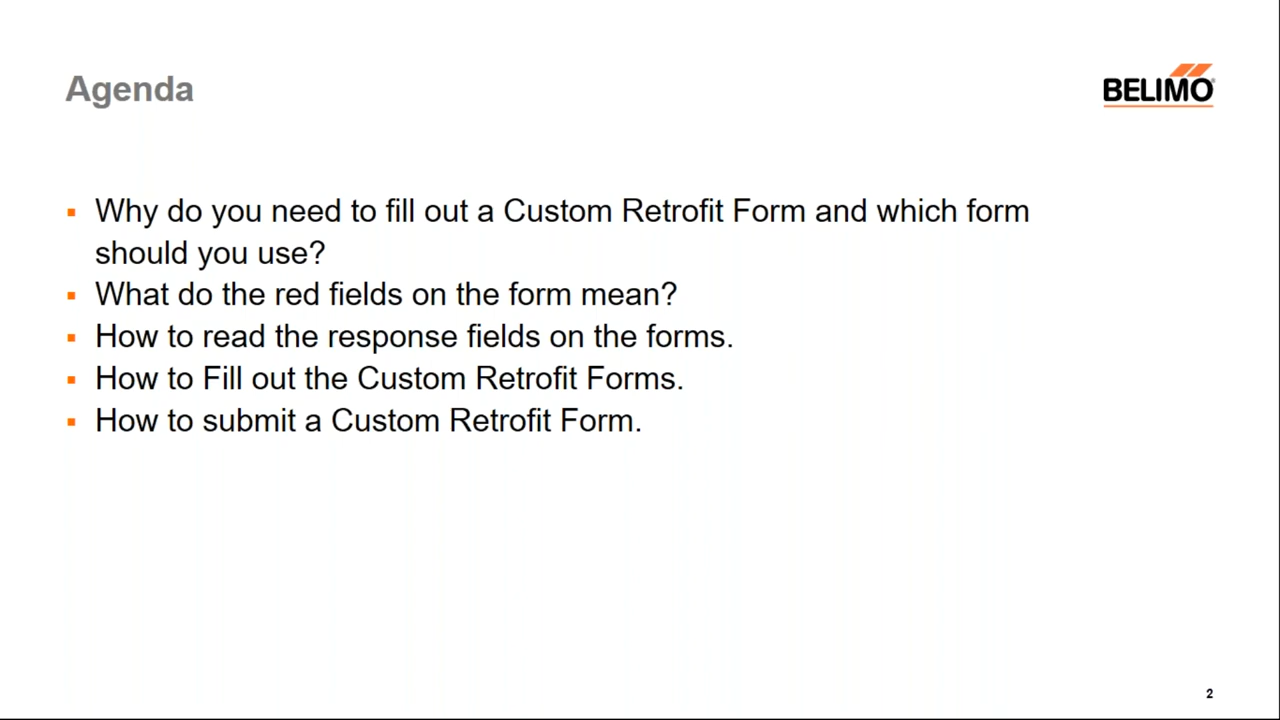 Agenda
BELIMO
▪ Why do you need to fill out a Custom Retrofit Form and which form
should you use?
▪ What do the red fields on the form mean?
▪ How to read the response fields on the forms.
▪ How to Fill out the Custom Retrofit Forms.
▪ How to submit a Custom Retrofit Form.
2